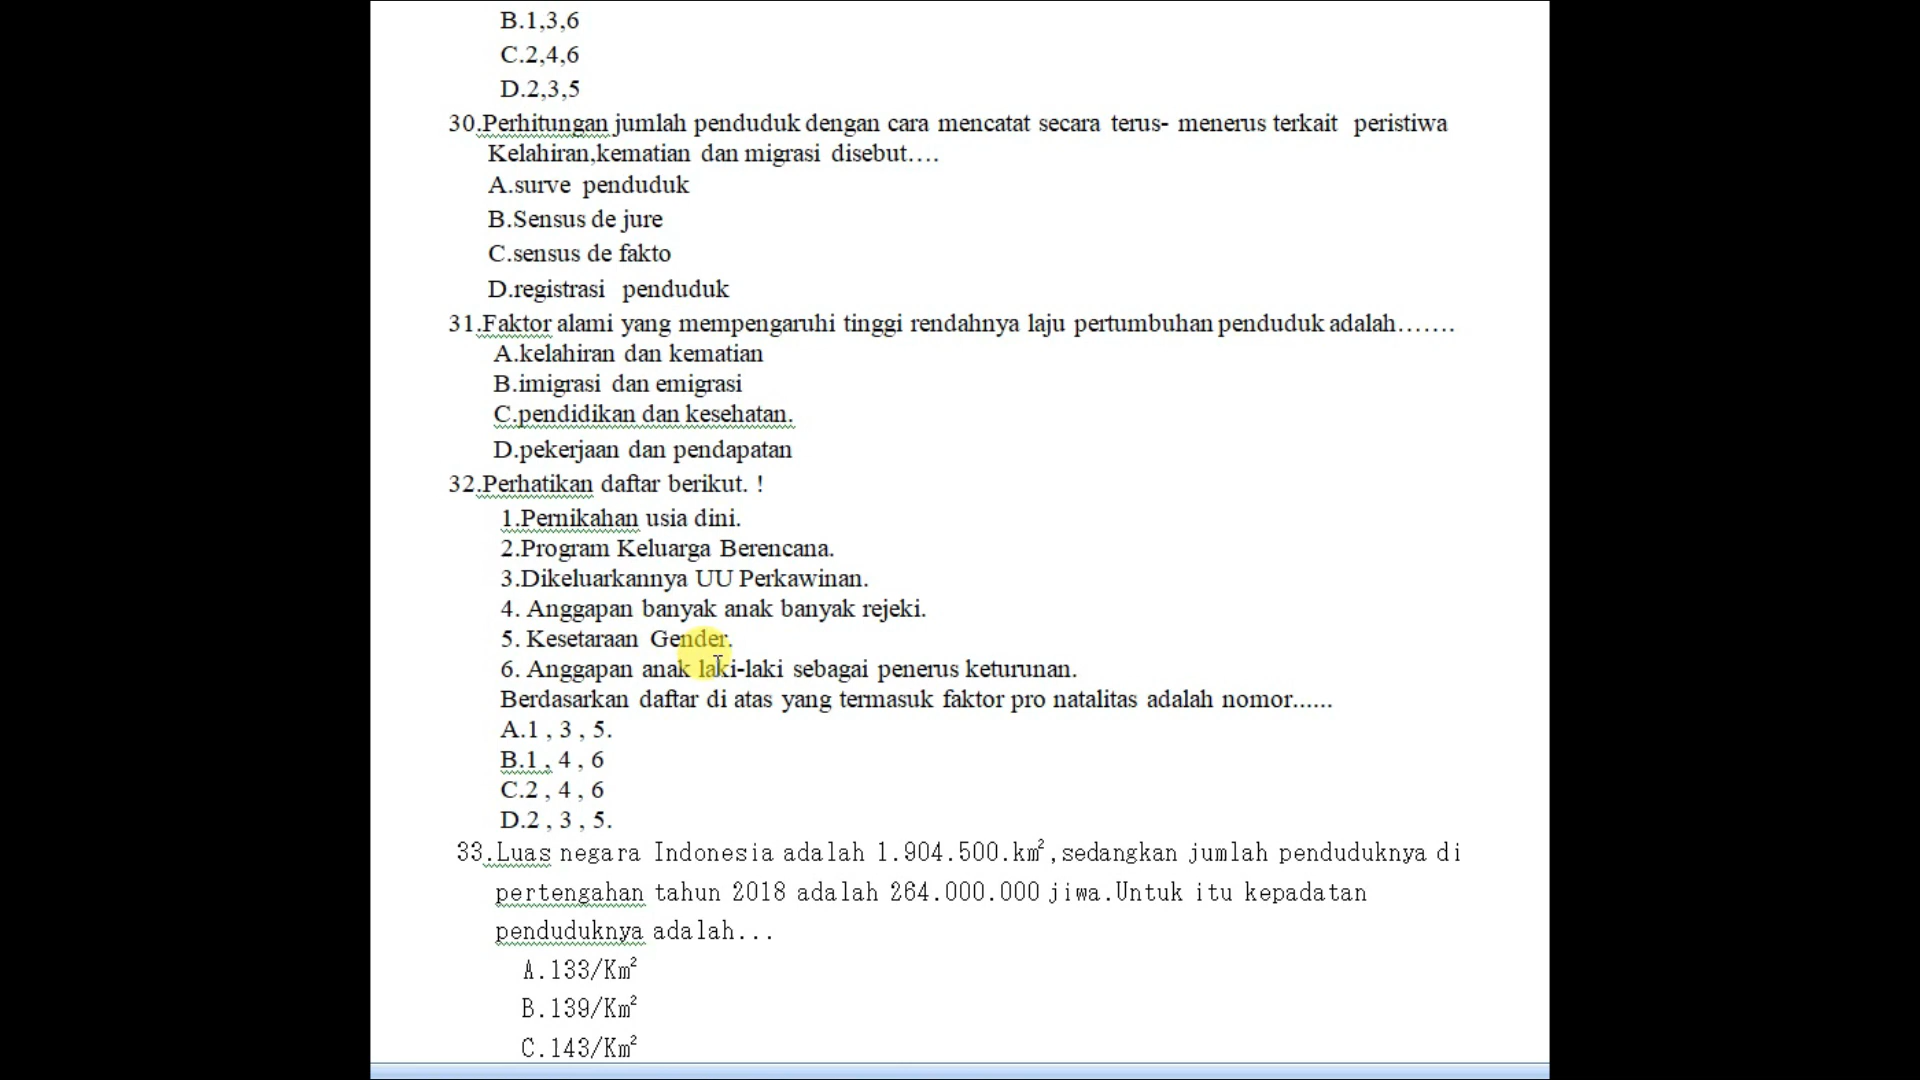 B.1,3,6
C.2,4,6
D.2,3,5
30.Perhitungan jumlah penduduk dengan cara mencatat secara terus- menerus terkait peristiwa
Kelahiran,kematian dan migrasi disebut....
A.surve penduduk
B.Sensus de jure
C.sensus de fakto
D.registrasi penduduk
31.Faktor alami yang mempengaruhi tinggi rendahnya laju pertumbuhan penduduk adalah.......
A.kelahiran dan kematian
B.imigrasi dan emigrasi
C.pendidikan dan kesehatan.
D.pekerjaan dan pendapatan
32.Perhatikan daftar berikut. !
1.Pernikahan usia dini.
2.Program Keluarga Berencana.
3.Dikeluarkannya UU Perkawinan.
4. Anggapan banyak anak banyak rejeki.
5. Kesetaraan Gender.
6. Anggapan anak laki-laki sebagai penerus keturunan.
Berdasarkan daftar di atas yang termasuk faktor pro natalitas adalah nomor......
A.1 , 3 , 5.
B.1 , 4 , 6
C.2 , 4 , 6
D.2 , 3 , 5.
33.Luas negara Indonesia adalah 1.904.500.km²,sedangkan jumlah penduduknya di
pertengahan tahun 2018 adalah 264.000.000 jiwa.Untuk itu kepadatan
penduduknya adalah...
A.133/Km²
B.139/Km²
C.143/Km²